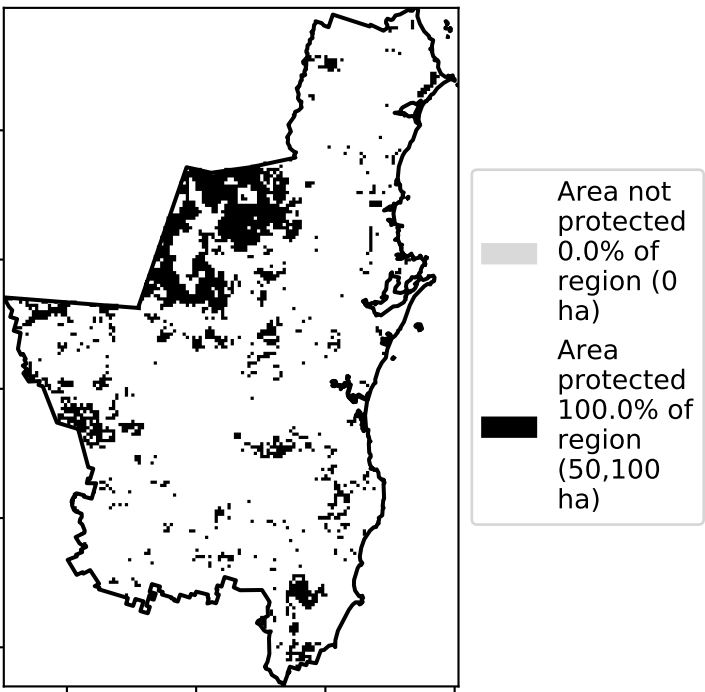 Area not
protected
0.0% of
region (0
ha)
Area
protected
100.0% of
region
(50,100
ha)